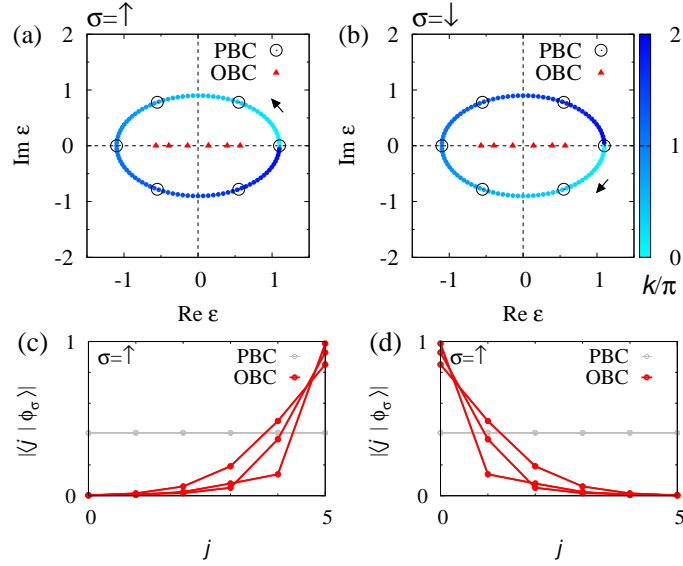 (a) σ=↑
(b) σ=↓
PBC
OBC
PBC
OBC
2
1
0
-1
-2
Im ε
2
1
0
-1
-2
Im ε
2
1
0
k/π
-1 0 1
-1 0 1
Re ε
Re ε
(c) σ=↑
PBC
OBC
(d) σ=↑
PBC
OBC
1
0
|⟨j | ϕσ ⟩|
1
0
|⟨j | ϕσ ⟩|
0 5
0 5
j
j